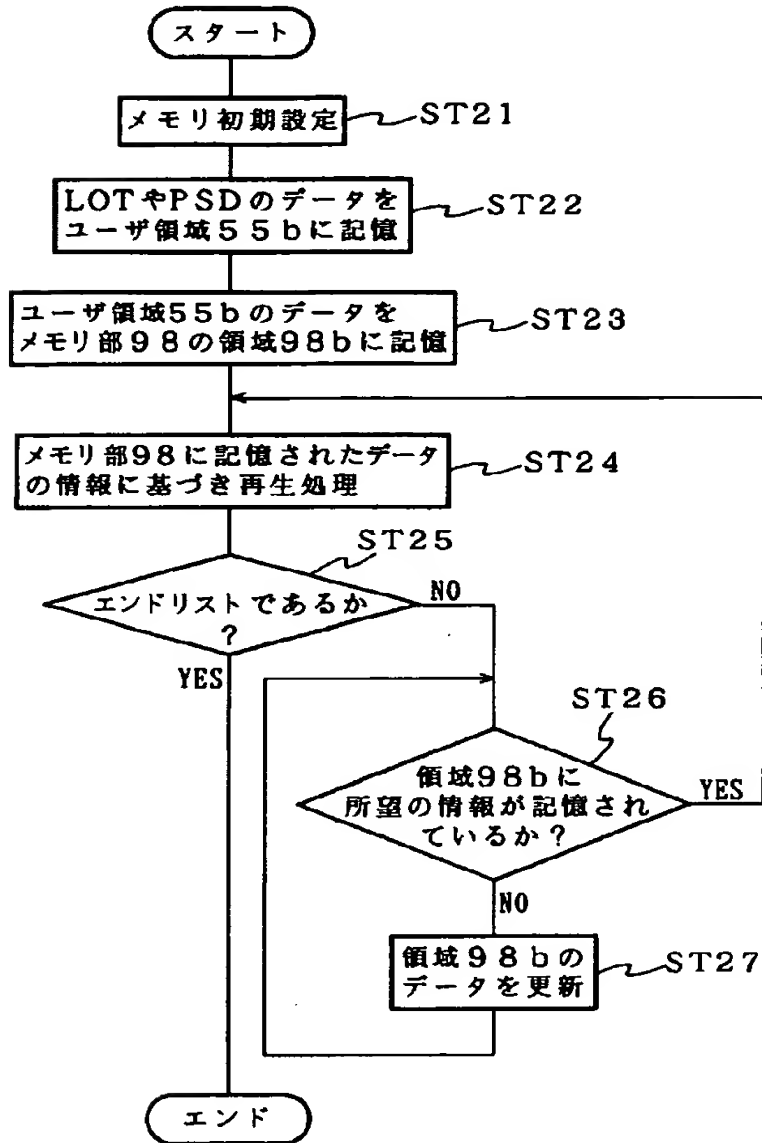 スタート
メモリ初期設定
ST21
LOTやPSDのデータを
ユーザ領域55bに記憶
ST22
ユーザ領域55bのデータを
メモリ部98の領域98bに記憶
ST23
メモリ部98に記憶されたデータ
の情報に基づき再生処理
ST24
ST25
エンドリストであるか
?
NO
YES
ST26
領域98bに
所望の情報が記憶され
ているか?
YES
NO
領域98bの
データを更新
ST27
エンド